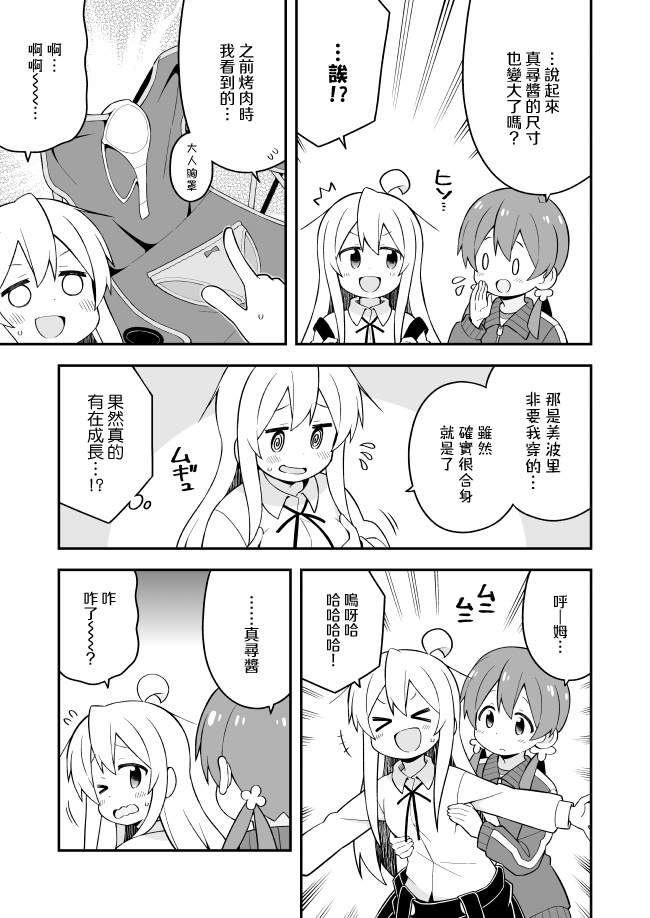 …說起來
真尋醬的尺寸
也變大了嗎？
…誒!?
ヒソ…
之前烤肉時
我看到的…
大人胸罩
啊…
啊啊～～…
那是美波里
非要我穿的…
雖然
確實很合身
就是了
ムギュ
果然真的
有在成長…!?
呼—姆…
ムニ
ムニ
嗚呀哈
哈哈哈哈！
……真尋醬
咋
咋了～～？